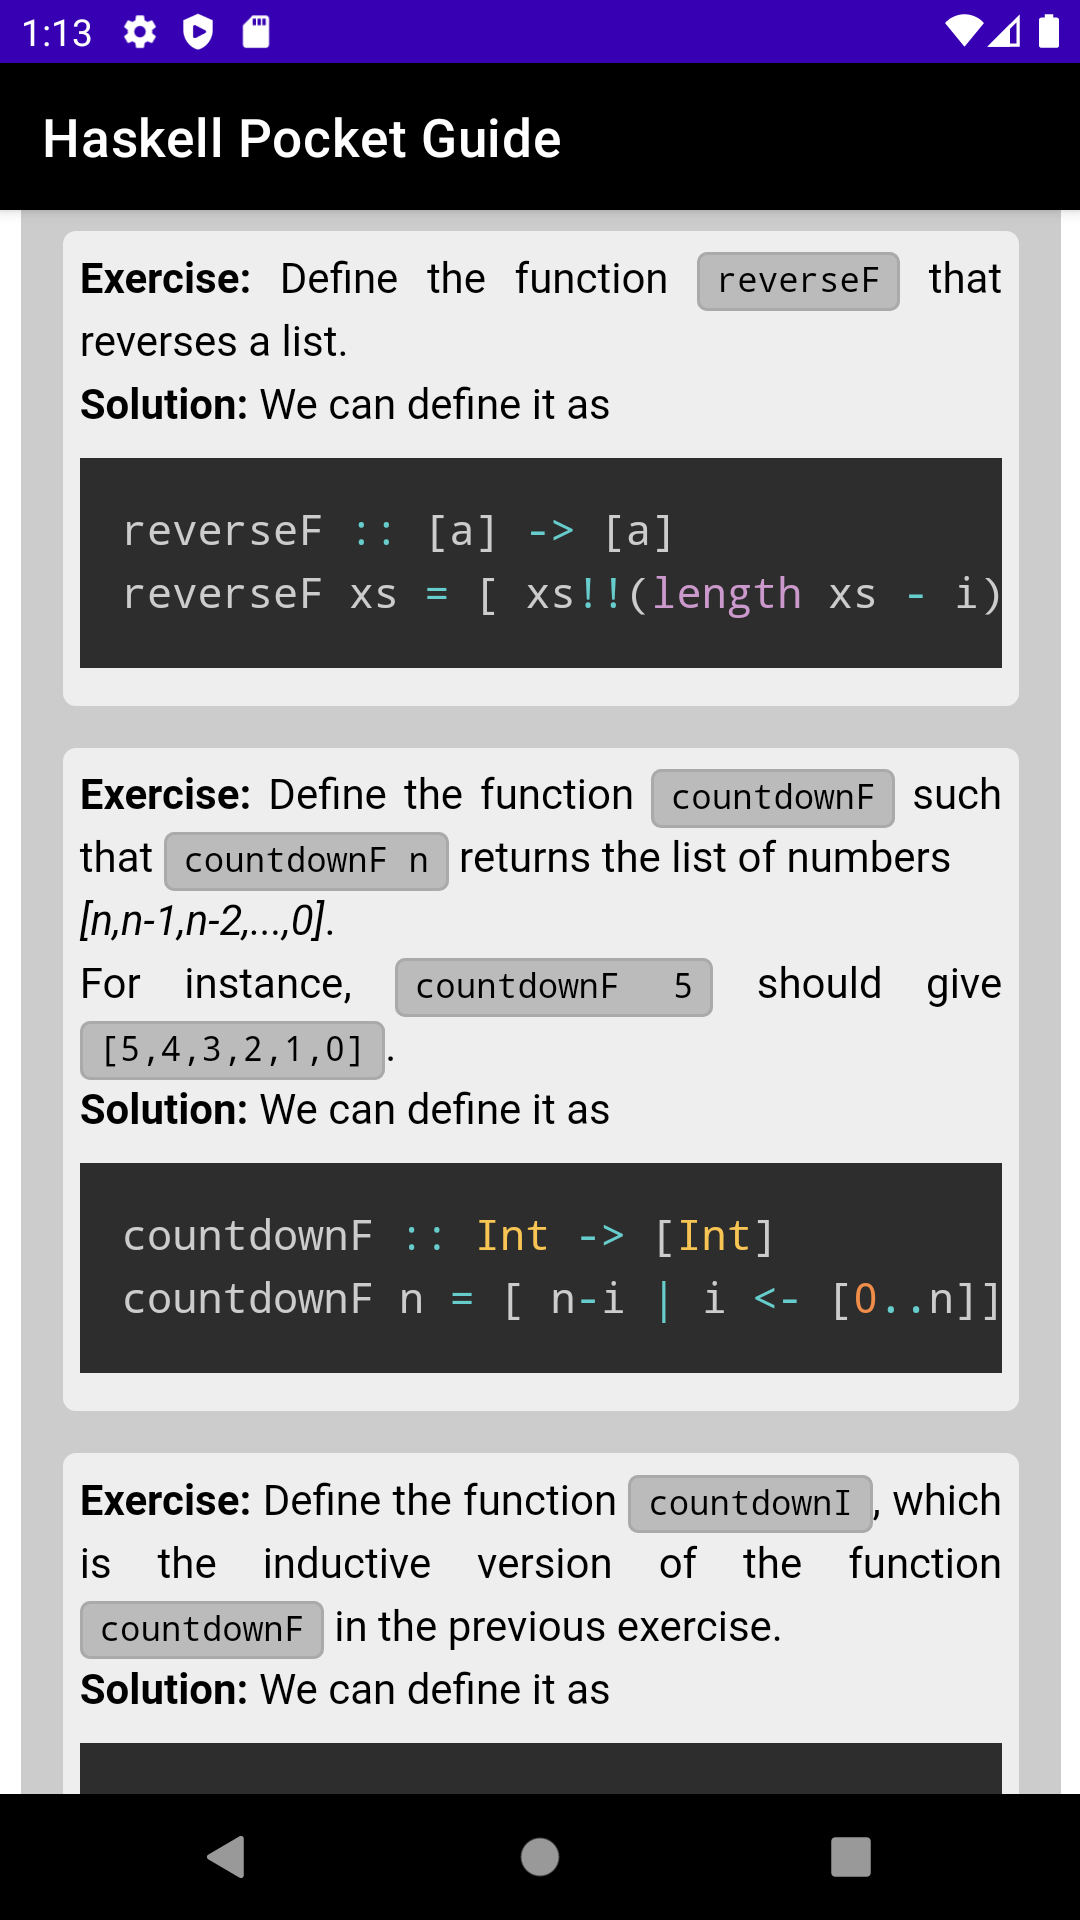 1:13
Haskell Pocket Guide
Exercise: Define the function reverseF that
reverses a list.
Solution: We can define it as
reverseF :: [a] -> [a]
reverseF xs = [ xs!!(length xs - i)
Exercise: Define the function countdownF such
that countdownF n returns the list of numbers
[n,n-1,n-2,...,0].
For instance, countdownF 5 should give
[5,4,3,2,1,0].
Solution: We can define it as
countdownF :: Int -> [Int]
countdownF n = [ n-i | i <- [0..n]]
Exercise: Define the function countdownI, which
is the inductive version of the function
countdownF in the previous exercise.
Solution: We can define it as